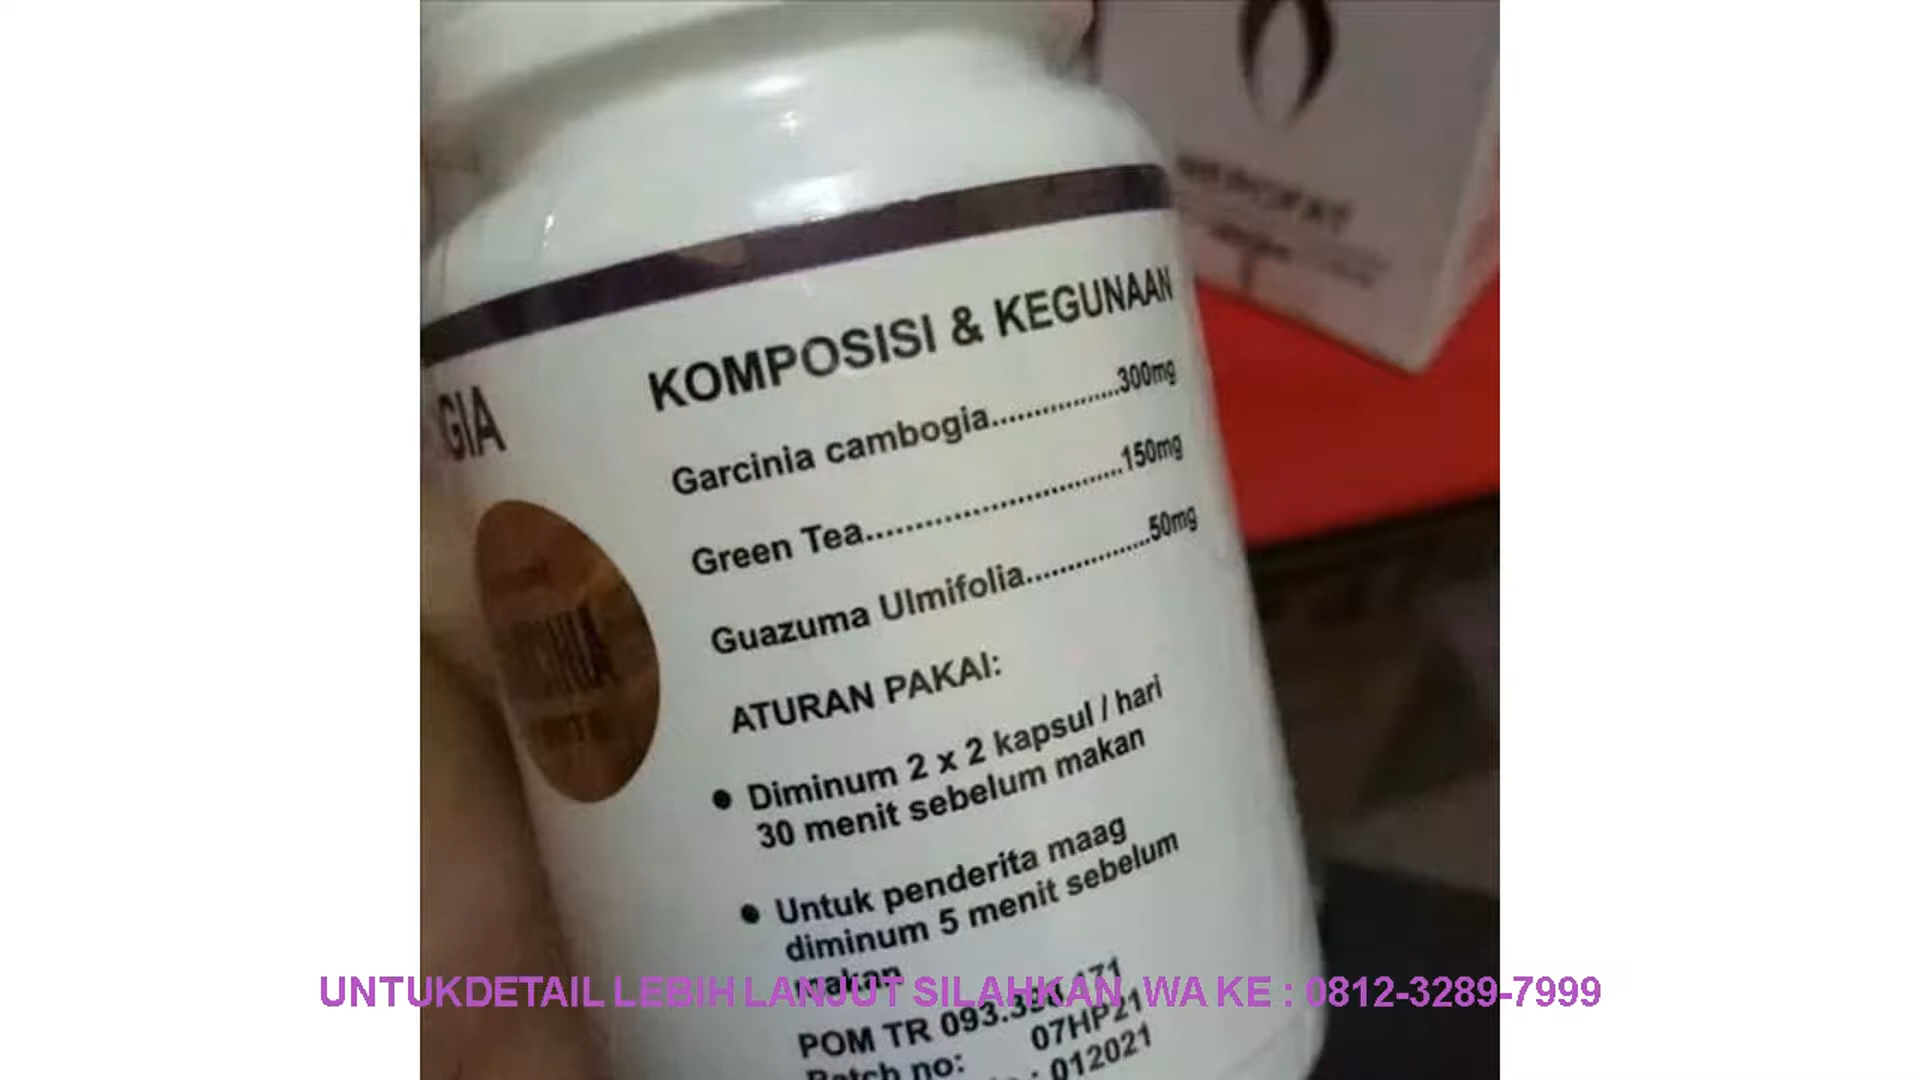 KOMPOSISI & KEGUNAAN
GIA
Garcinia cambogia.................300mg
Green Tea..............................150mg
Guazuma Ulmifolia..................50mg
ATURAN PAKAI:
● Diminum 2 x 2 kapsul / hari
30 menit sebelum makan
● Untuk penderita maag
diminum 5 menit sebelum
makan
UNTUKDETAIL LEBIH LANJUT SILAHKAN WA KE : 0812-3289-7999
POM TR
Batch no: 07HP21
: 012021